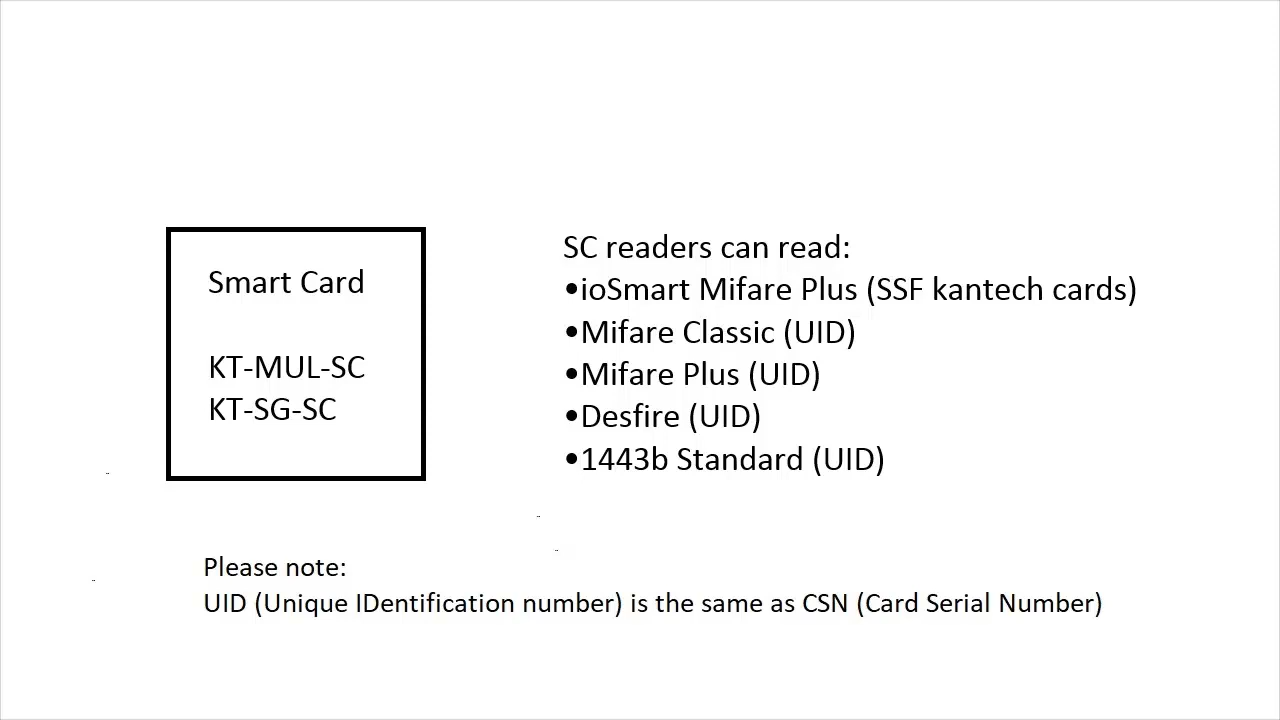 Smart Card
KT-MUL-SC
KT-SG-SC
SC readers can read:
•ioSmart Mifare Plus (SSF kantech cards)
•Mifare Classic (UID)
•Mifare Plus (UID)
•Desfire (UID)
•1443b Standard (UID)
Please note:
UID (Unique IDentification number) is the same as CSN (Card Serial Number)